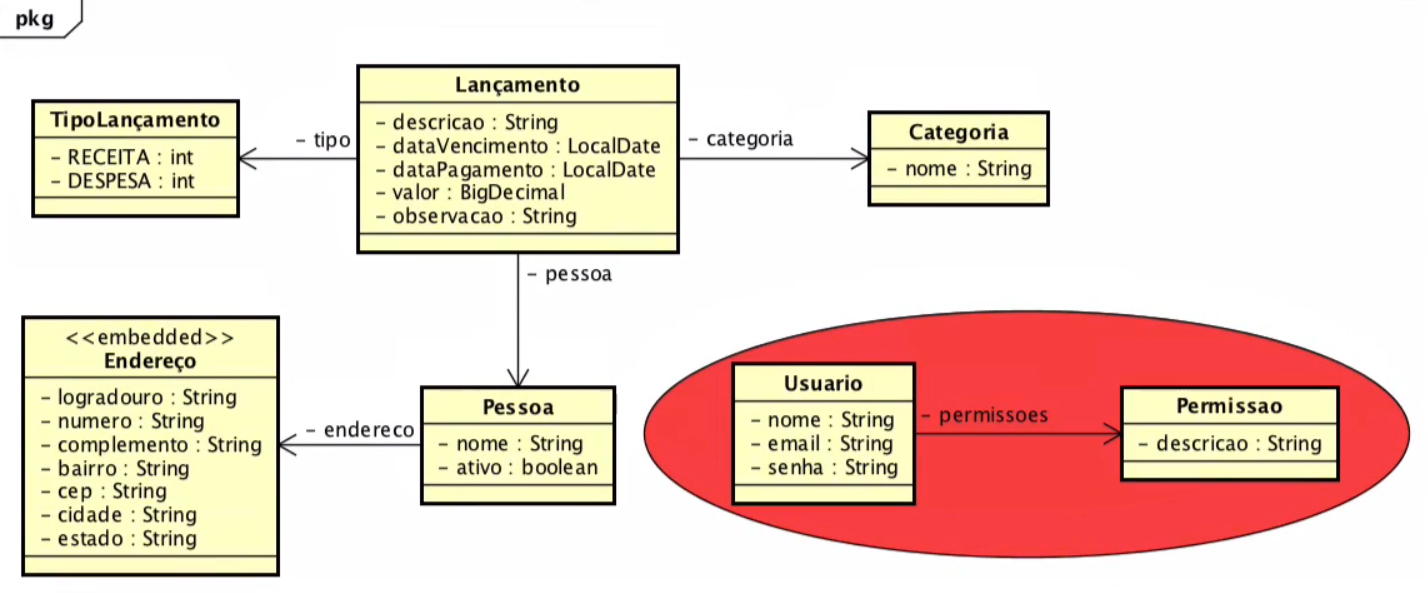 pkg
TipoLançamento
– RECEITA : int
– DESPESA : int
– tipo
Lançamento
– descricao : String
– dataVencimento : LocalDate
– dataPagamento : LocalDate
– valor : BigDecimal
– observacao : String
– categoria
Categoria
– nome : String
– pessoa
<<embedded>>
Endereço
– logradouro : String
– numero : String
– complemento : String
– bairro : String
– cep : String
– cidade : String
– estado : String
– endereco
Pessoa
– nome : String
– ativo : boolean
Usuario
– nome : String
– email : String
– senha : String
– permissoes
Permissao
– descricao : String